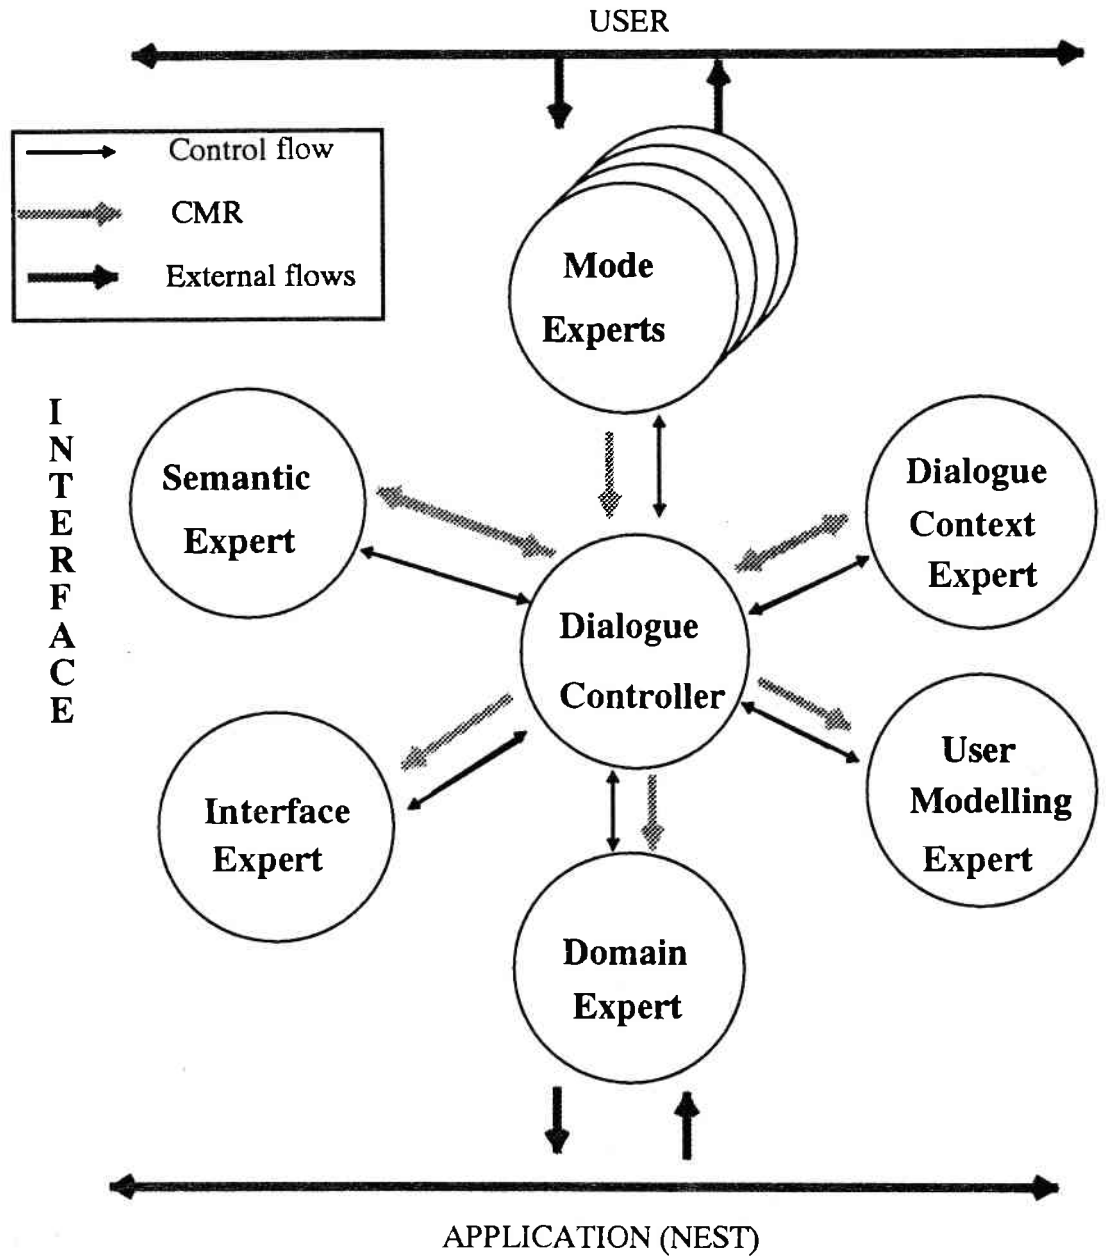 USER
Control flow
CMR
External flows
Mode
Experts
INTERFACE
Semantic
Expert
Dialogue
Context
Expert
Dialogue
Controller
Interface
Expert
User
Modelling
Expert
Domain
Expert
APPLICATION (NEST)